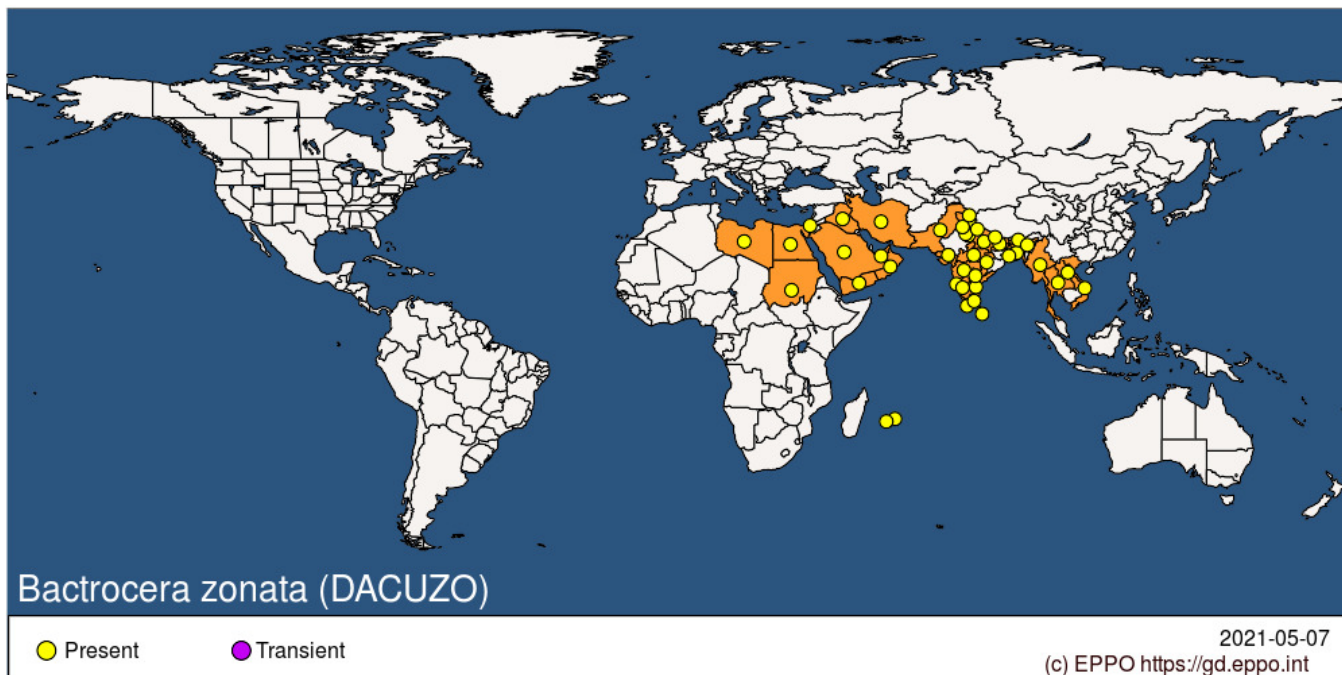 Bactrocera zonata (DACUZO)
Present
Transient
2021-05-07
(c) EPPO https://gd.eppo.int